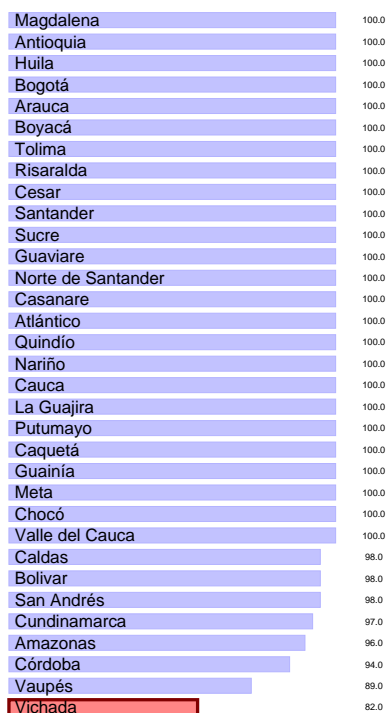 Magdalena 100.0
Antioquia 100.0
Huila 100.0
Bogotá 100.0
Arauca 100.0
Boyacá 100.0
Tolima 100.0
Risaralda 100.0
Cesar 100.0
Santander 100.0
Sucre 100.0
Guaviare 100.0
Norte de Santander 100.0
Casanare 100.0
Atlántico 100.0
Quindío 100.0
Nariño 100.0
Cauca 100.0
La Guajira 100.0
Putumayo 100.0
Caquetá 100.0
Guainía 100.0
Meta 100.0
Chocó 100.0
Valle del Cauca 100.0
Caldas 98.0
Bolivar 98.0
San Andrés 98.0
Cundinamarca 97.0
Amazonas 96.0
Córdoba 94.0
Vaupés 89.0
Vichada 82.0